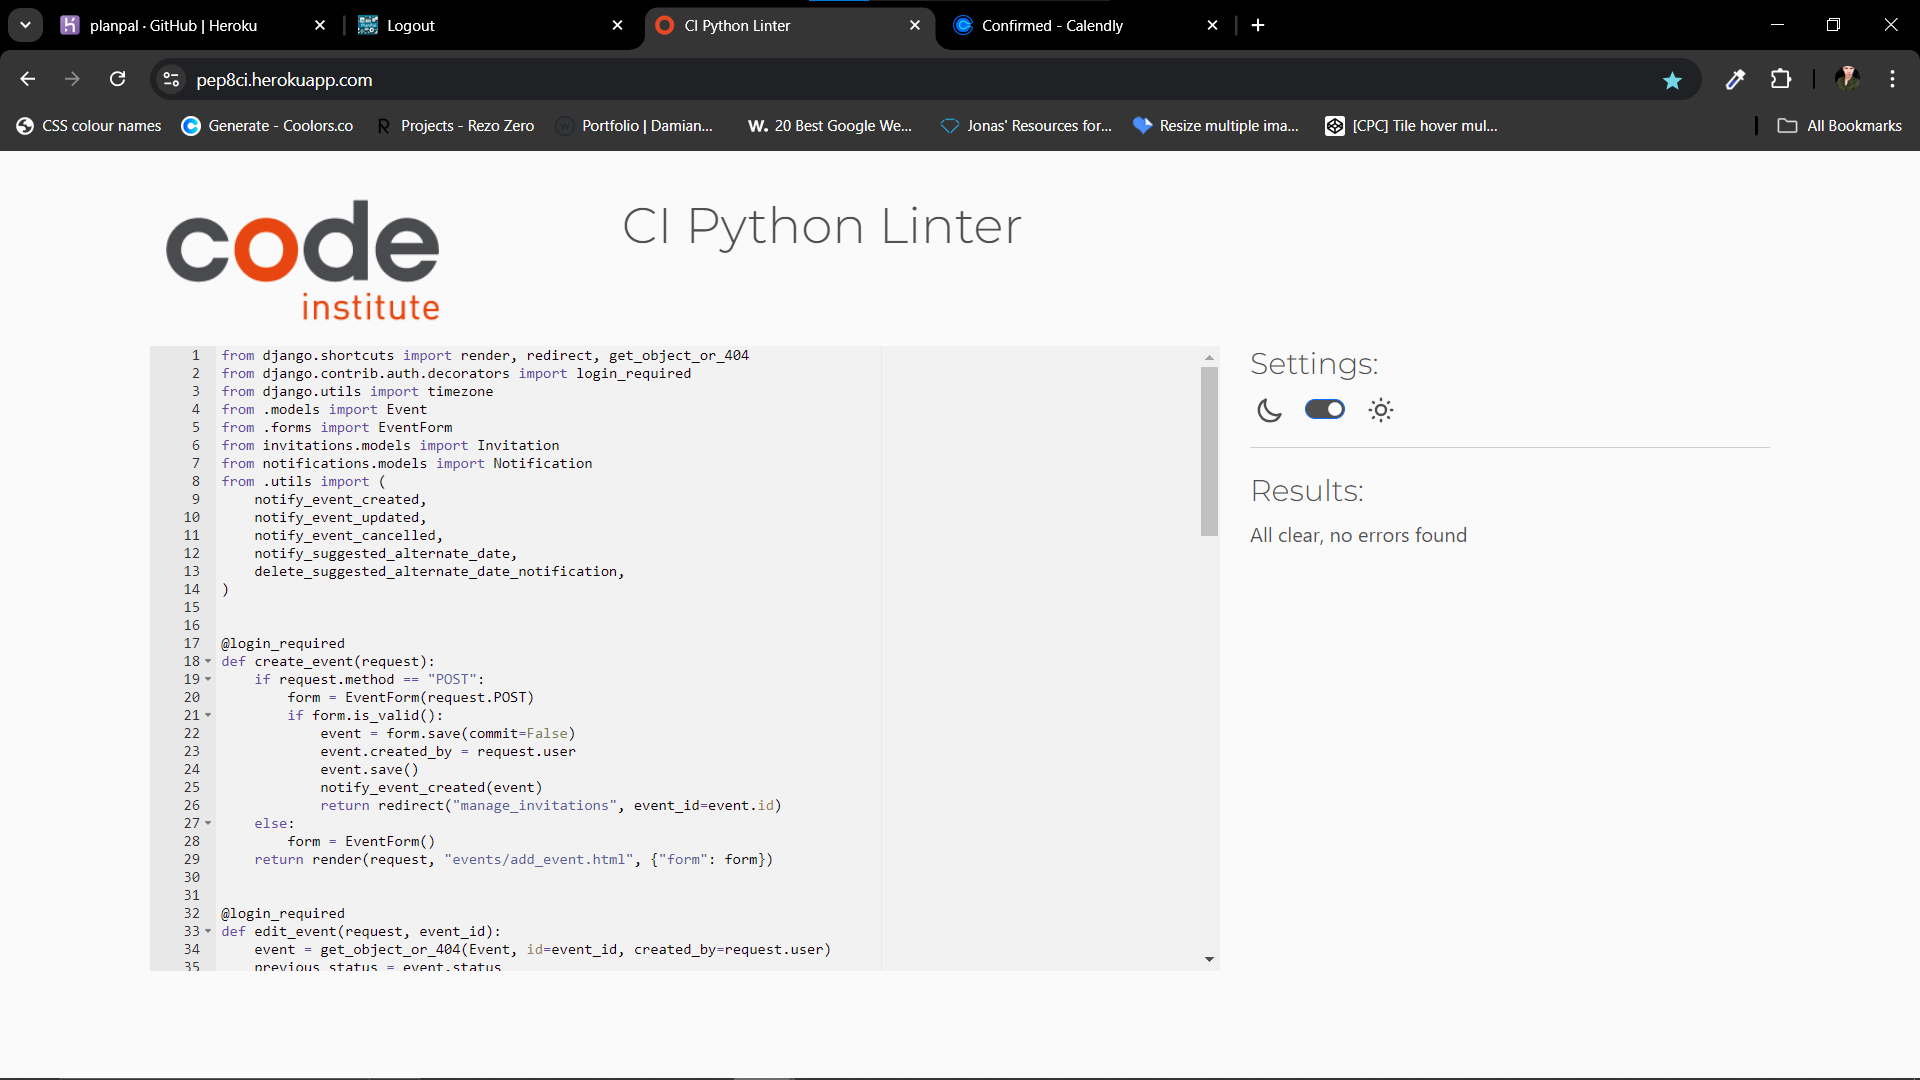 planpal · GitHub | Heroku
Logout
CI Python Linter
Confirmed - Calendly
pep8ci.herokuapp.com
CSS colour names
Generate - Coolors.co
Projects - Rezo Zero
Portfolio | Damian...
W. 20 Best Google We...
Jonas' Resources for...
Resize multiple ima...
[CPC] Tile hover mul...
All Bookmarks
code
institute
CI Python Linter
1 from django.shortcuts import render, redirect, get_object_or_404
2 from django.contrib.auth.decorators import login_required
3 from django.utils import timezone
4 from .models import Event
5 from .forms import EventForm
6 from invitations.models import Invitation
7 from notifications.models import Notification
8 from .utils import (
9 notify_event_created,
10 notify_event_updated,
11 notify_event_cancelled,
12 notify_suggested_alternate_date,
13 delete_suggested_alternate_date_notification,
14 )
15
16
17 @login_required
18 def create_event(request):
19 if request.method == "POST":
20 form = EventForm(request.POST)
21 if form.is_valid():
22 event = form.save(commit=False)
23 event.created_by = request.user
24 event.save()
25 notify_event_created(event)
26 return redirect("manage_invitations", event_id=event.id)
27 else:
28 form = EventForm()
29 return render(request, "events/add_event.html", {"form": form})
30
31
32 @login_required
33 def edit_event(request, event_id):
34 event = get_object_or_404(Event, id=event_id, created_by=request.user)
35 previous_status = event.status
Settings:
Results:
All clear, no errors found